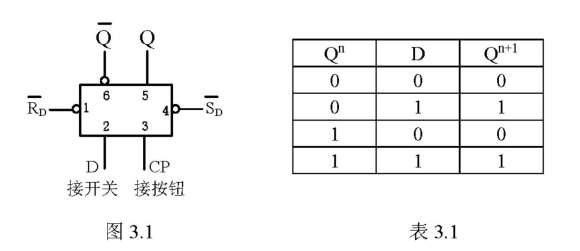 Q̅ Q
R̅D 1 6 5 4 S̅D
2 3
D CP
接开关 接按钮
图 3.1
Qⁿ D Qⁿ⁺¹
0 0 0
0 1 1
1 0 0
1 1 1
表 3.1